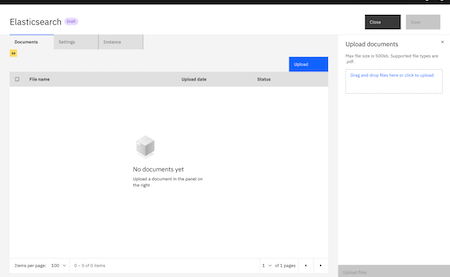 Elasticsearch
Draft
Close
Save
Documents
Settings
Instance
Upload
File name
Upload date
Status
No documents yet
Upload a document in the panel on
the right
Items per page: 100
0 – 0 of 0 items
1
of 1 pages
Upload documents
Max file size is 500kb. Supported file types are
.pdf.
Drag and drop files here or click to upload
Upload files